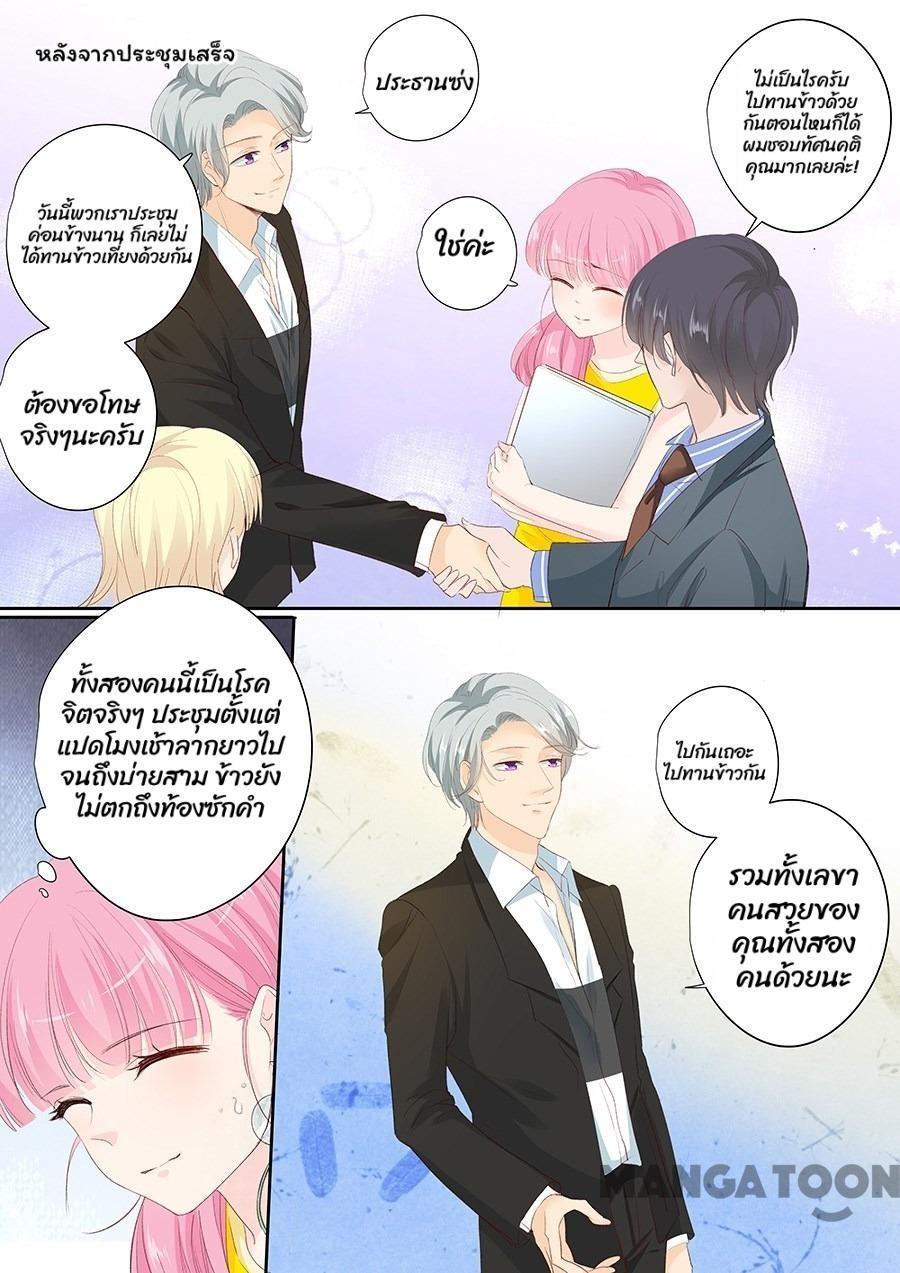 หลังจากประชุมเสร็จ
ประธานซ่ง
วันนี้พวกเราประชุม
ค่อนข้างนาน ก็เลยไม่
ได้ทานข้าวเที่ยงด้วยกัน
ต้องขอโทษ
จริงๆนะครับ
ไม่เป็นไรครับ
ไปทานข้าวด้วย
กันตอนไหนก็ได้
ผมชอบทัศนคติ
คุณมากเลยล่ะ!
ใช่ค่ะ
ทั้งสองคนนี้เป็นโรค
จิตจริงๆ ประชุมตั้งแต่
แปดโมงเช้าลากยาวไป
จนถึงบ่ายสาม ข้าวยัง
ไม่ตกถึงท้องซักคำ
ไปกันเถอะ
ไปทานข้าวกัน
รวมทั้งเลขา
คนสวยของ
คุณทั้งสอง
คนด้วยนะ
MANGATOON